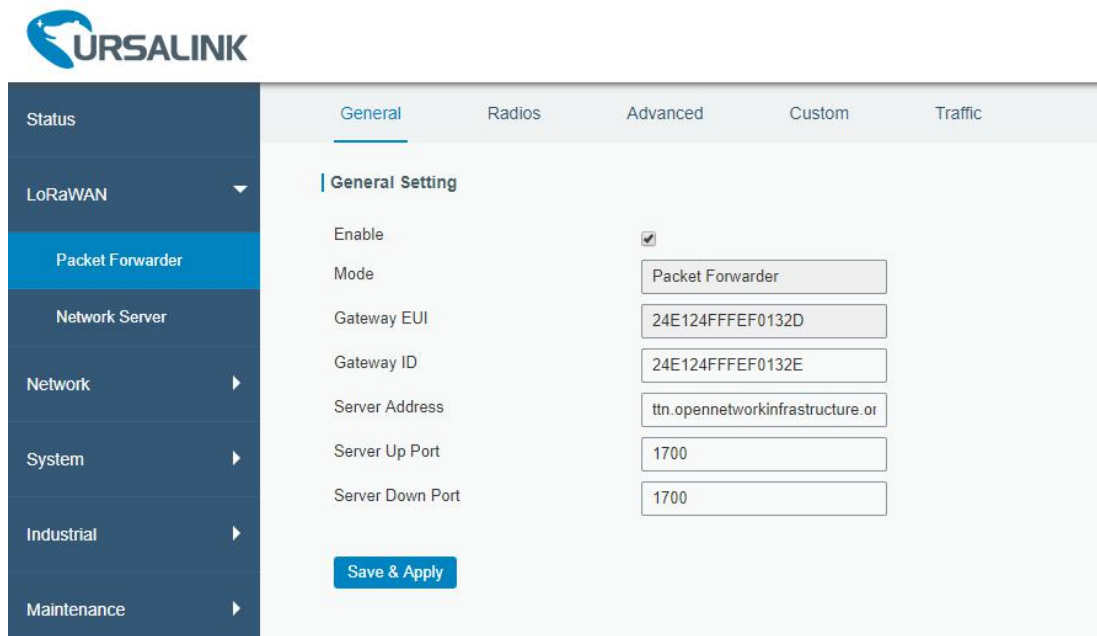 URSALINK
Status
LoRaWAN
Packet Forwarder
Network Server
Network
System
Industrial
Maintenance
General Radios Advanced Custom Traffic
General Setting
Enable
Mode Packet Forwarder
Gateway EUI 24E124FFFEF0132D
Gateway ID 24E124FFFEF0132E
Server Address ttn.opennetworkinfrastructure.or
Server Up Port 1700
Server Down Port 1700
Save & Apply